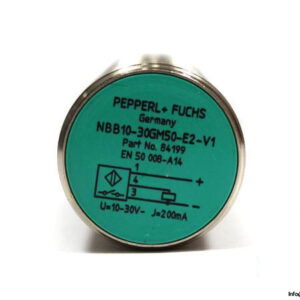 PEPPERL+ FUCHS
Germany
NBB10-30GM50-E2-V1
Part No. 84199
EN 50 008-A14
1
+
4
3
-
U=10-30V- J=200mA